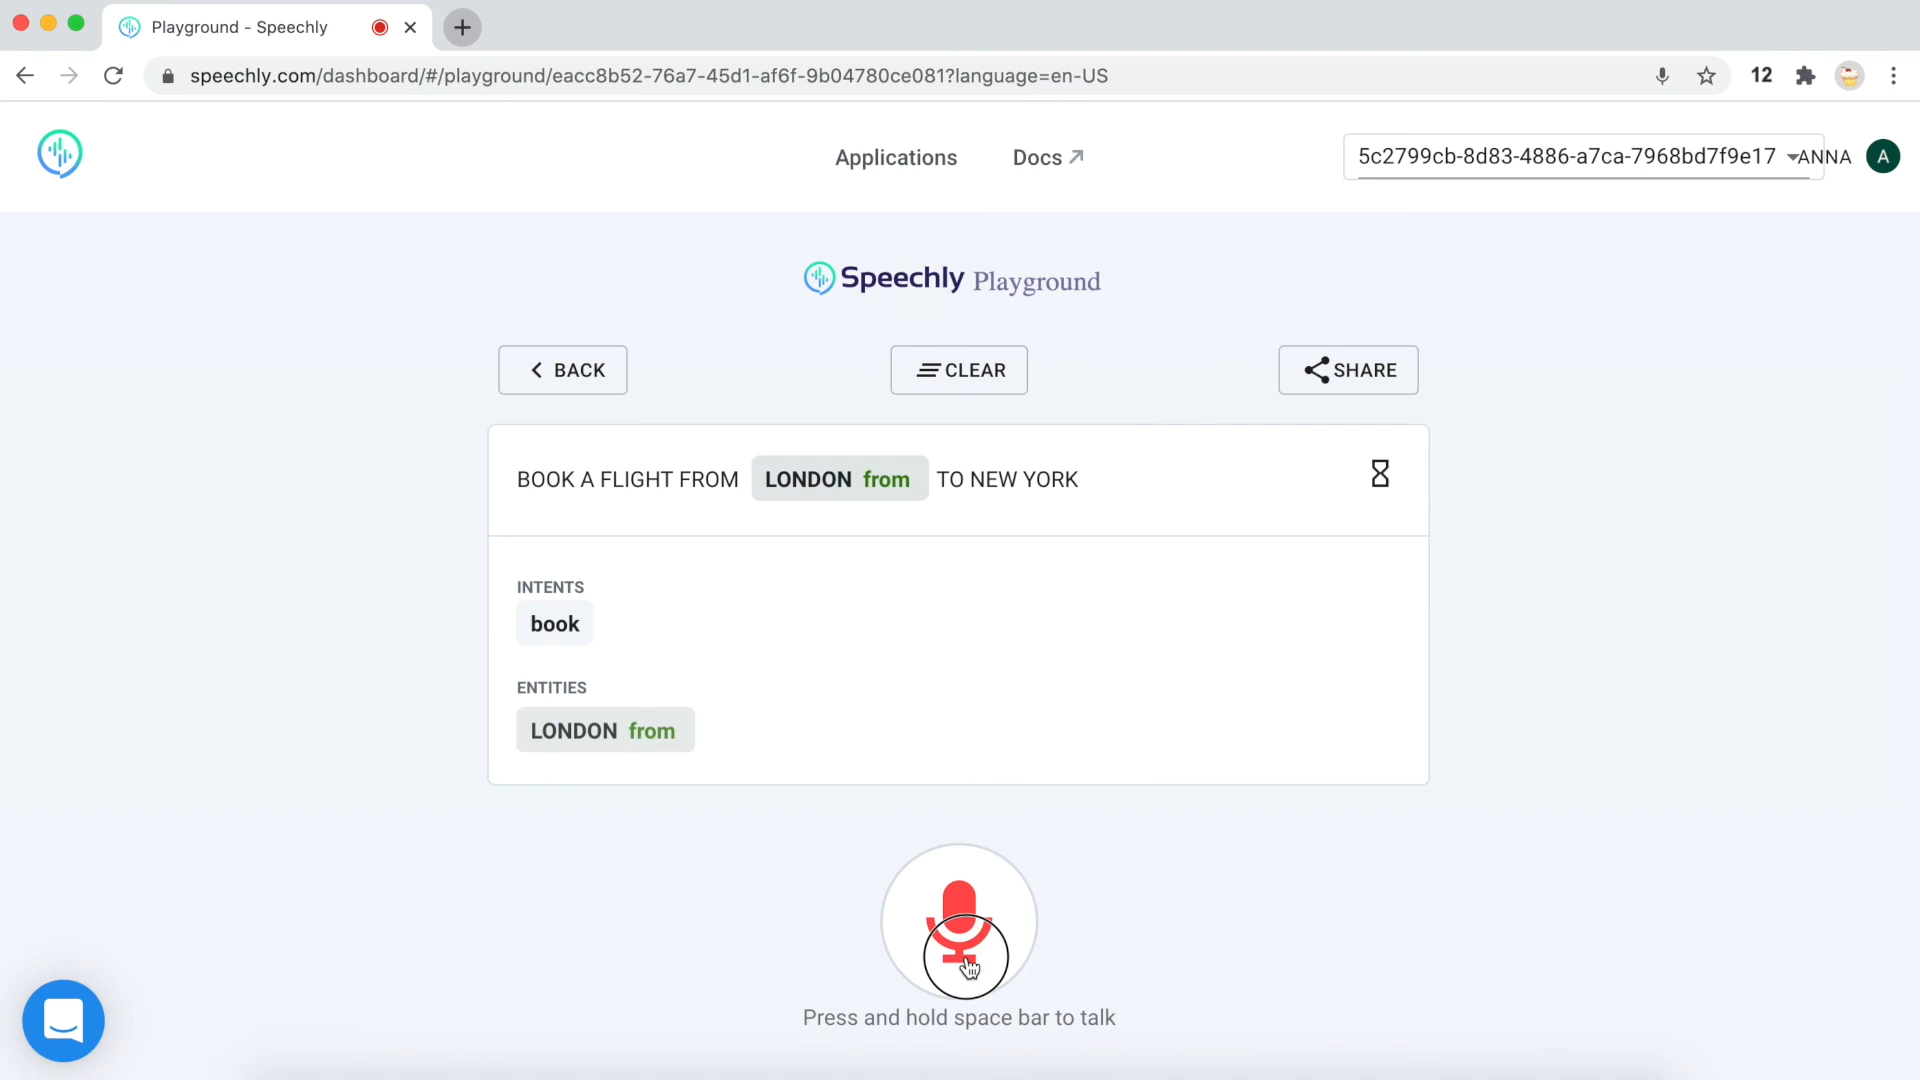 Playground - Speechly
speechly.com/dashboard/#/playground/eacc8b52-76a7-45d1-af6f-9b04780ce081?language=en-US
12
Applications
Docs
5c2799cb-8d83-4886-a7ca-7968bd7f9e17
ANNA
A
Speechly Playground
BACK
CLEAR
SHARE
BOOK A FLIGHT FROM LONDON from TO NEW YORK
INTENTS
book
ENTITIES
LONDON from
Press and hold space bar to talk